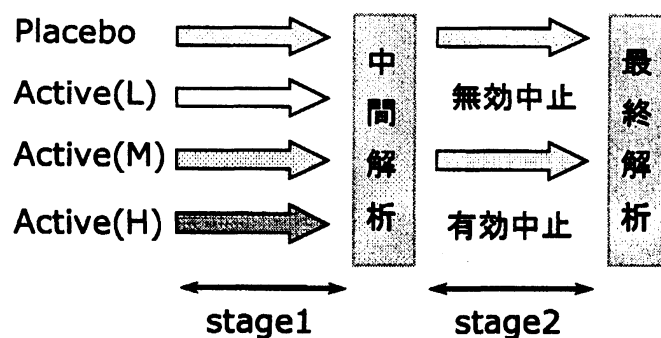 Placebo
Active(L)
Active(M)
Active(H)
中間解析
無効中止
有効中止
最終解析
stage1
stage2